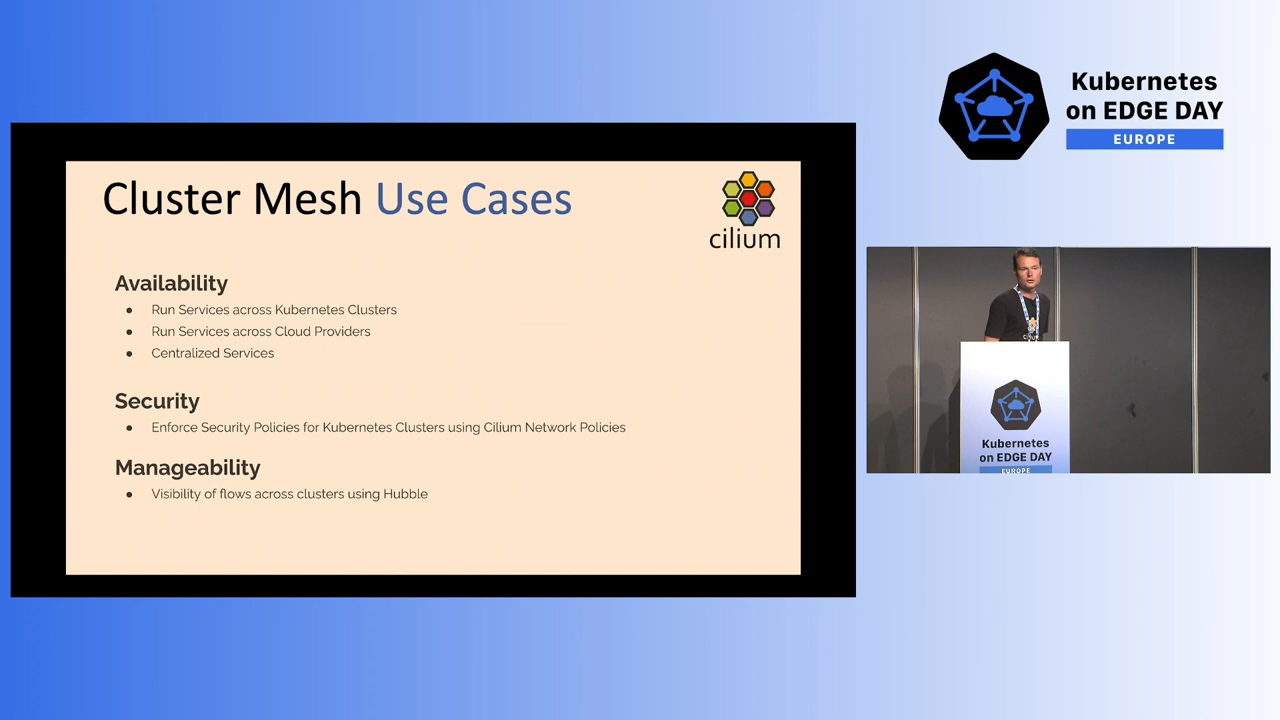 Kubernetes
on EDGE DAY
EUROPE
Cluster Mesh Use Cases
cilium
Availability
● Run Services across Kubernetes Clusters
● Run Services across Cloud Providers
● Centralized Services
Security
● Enforce Security Policies for Kubernetes Clusters using Cilium Network Policies
Manageability
● Visibility of flows across clusters using Hubble
Kubernetes
on EDGE DAY
EUROPE